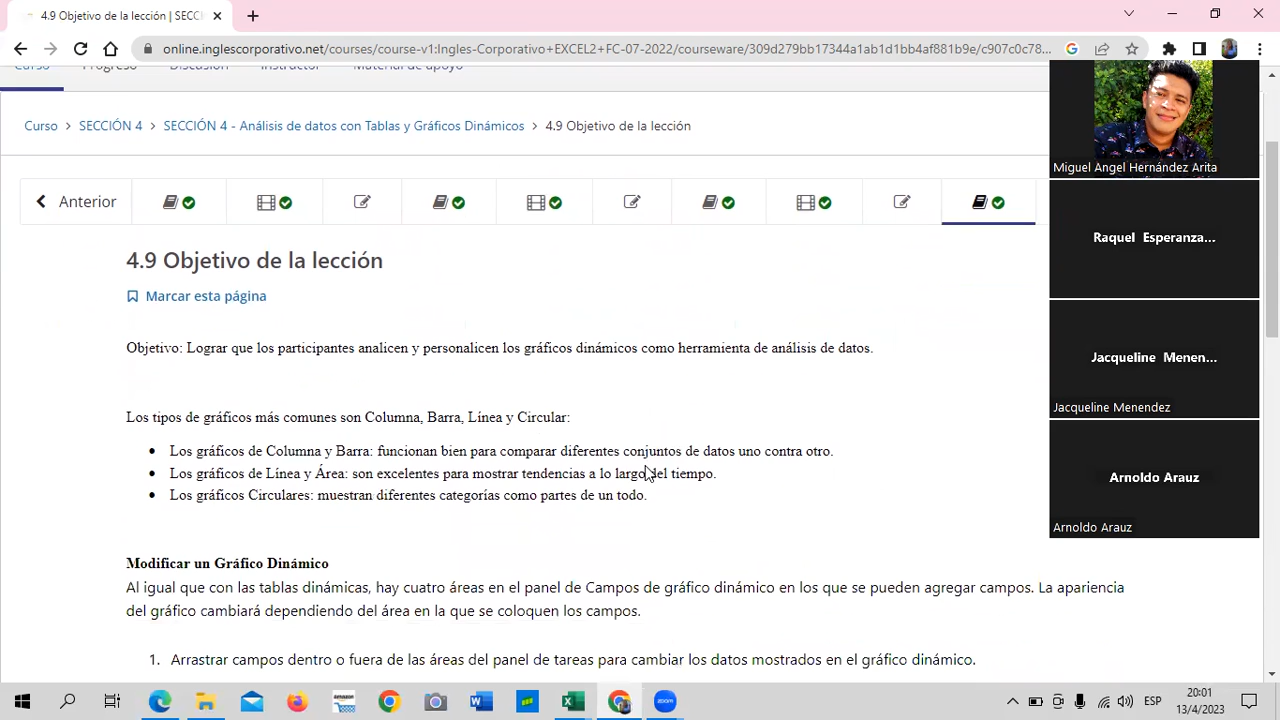 4.9 Objetivo de la lección | SECC
online.inglescorporativo.net/courses/course-v1:Ingles-Corporativo+EXCEL2+FC-07-2022/courseware/309d279bb17344a1ab1d1bb4af881b9e/c907c0c78...
Curso Progreso Discusión Instructor Material de apoyo
Curso > SECCIÓN 4 > SECCIÓN 4 - Análisis de datos con Tablas y Gráficos Dinámicos > 4.9 Objetivo de la lección
Anterior
4.9 Objetivo de la lección
Marcar esta página
Objetivo: Lograr que los participantes analicen y personalicen los gráficos dinámicos como herramienta de análisis de datos.
Los tipos de gráficos más comunes son Columna, Barra, Línea y Circular:
• Los gráficos de Columna y Barra: funcionan bien para comparar diferentes conjuntos de datos uno contra otro.
• Los gráficos de Línea y Área: son excelentes para mostrar tendencias a lo largo del tiempo.
• Los gráficos Circulares: muestran diferentes categorías como partes de un todo.
Modificar un Gráfico Dinámico
Al igual que con las tablas dinámicas, hay cuatro áreas en el panel de Campos de gráfico dinámico en los que se pueden agregar campos. La apariencia
del gráfico cambiará dependiendo del área en la que se coloquen los campos.
1. Arrastrar campos dentro o fuera de las áreas del panel de tareas para cambiar los datos mostrados en el gráfico dinámico.
Miguel Angel Hernández Arita
Raquel Esperanza...
Jacqueline Menen...
Jacqueline Menendez
Arnoldo Arauz
Arnoldo Arauz
zoom
ESP
20:01
13/4/2023